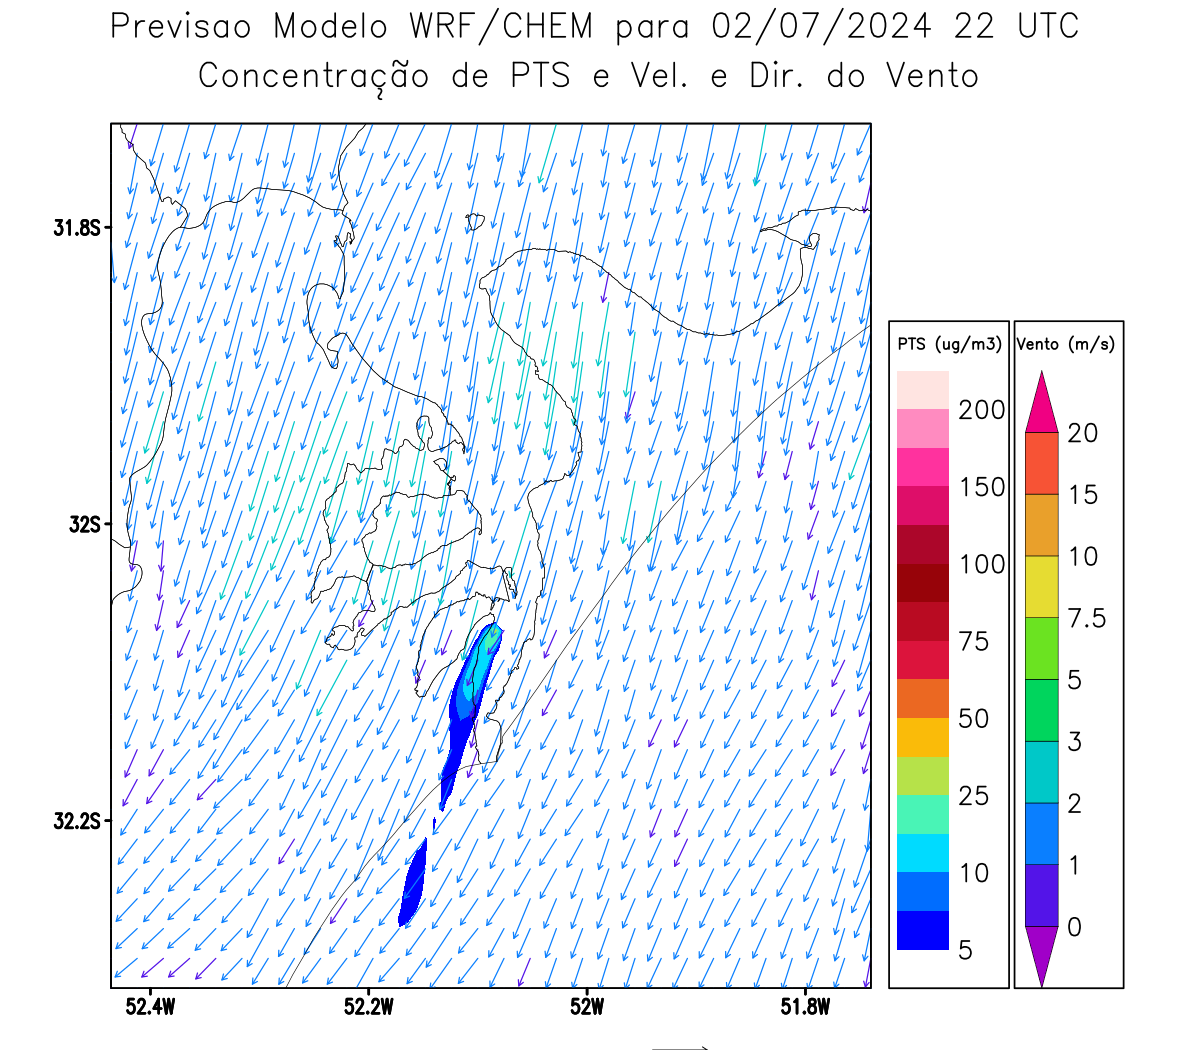 Previsao Modelo WRF/CHEM para 02/07/2024 22 UTC
Concentração de PTS e Vel. e Dir. do Vento
31.8S
32S
32.2S
52.4W
52.2W
52W
51.8W
PTS (ug/m3)
200
150
100
75
50
25
10
5
Vento (m/s)
20
15
10
7.5
5
3
2
1
0